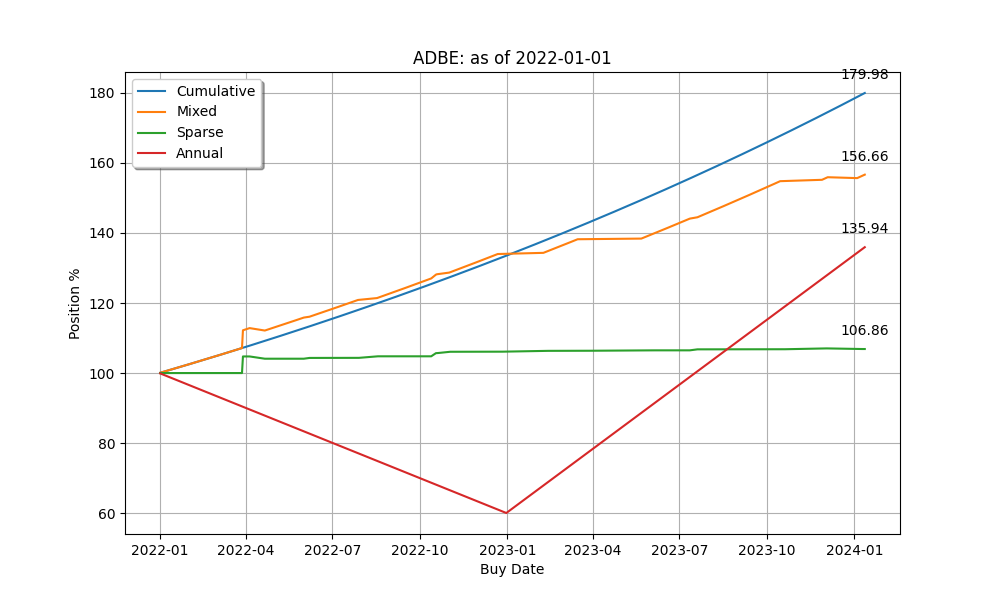 ADBE: as of 2022-01-01
179.98
180
Cumulative
Mixed
Sparse
Annual
156.66
160
135.94
140
120
106.86
100
80
60
Position %
2022-01 2022-04 2022-07 2022-10 2023-01 2023-04 2023-07 2023-10 2024-01
Buy Date